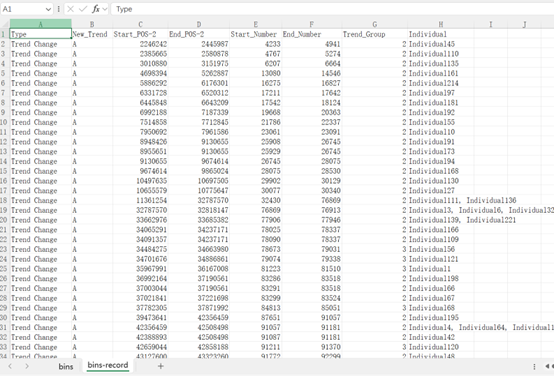 A1 fx Type
A B C D E F G H I J
1 Type New_Trend Start_POS-2 End_POS-2 Start_Number End_Number Trend_Group Individual
2 Trend Change A 2246242 2445987 4233 4941 2 Individual45
3 Trend Change A 2385665 2580878 4767 5274 2 Individual110
4 Trend Change A 3010880 3151975 6207 6664 2 Individual135
5 Trend Change A 4698394 5262887 13080 14546 2 Individual161
6 Trend Change A 5886292 6176301 16275 16827 2 Individual214
7 Trend Change A 6331728 6520312 17211 17642 2 Individual97
8 Trend Change A 6445848 6643209 17542 18124 2 Individual181
9 Trend Change A 6992188 7187339 19668 20363 2 Individual92
10 Trend Change A 7514858 7712845 21786 22337 2 Individual155
11 Trend Change A 7950692 7961586 23061 23091 2 Individual10
12 Trend Change A 8948426 9130655 25908 26745 2 Individual91
13 Trend Change A 8955651 9130655 25929 26745 2 Individual73
14 Trend Change A 9130655 9674614 26745 28075 2 Individual94
15 Trend Change A 9674614 9865024 28075 28530 2 Individual168
16 Trend Change A 10497635 10697505 29902 30129 2 Individual130
17 Trend Change A 10655579 10775647 30077 30340 2 Individual27
18 Trend Change A 11361254 32787570 32430 76869 2 Individual111, Individual136
19 Trend Change A 32787570 32818147 76869 76913 2 Individual3, Individual6, Individual32
20 Trend Change A 33662976 33685382 77906 77946 2 Individual139, Individual221
21 Trend Change A 34065291 34237171 78025 78337 2 Individual166
22 Trend Change A 34091357 34237171 78090 78337 2 Individual109
23 Trend Change A 34484275 34663980 78673 79031 3 Individual56
24 Trend Change A 34701676 34886861 79074 79338 3 Individual121
25 Trend Change A 35967991 36167008 81223 81510 3 Individual1
26 Trend Change A 36992164 37190561 83286 83518 2 Individual198
27 Trend Change A 37003044 37190561 83291 83518 2 Individual66
28 Trend Change A 37021841 37221698 83299 83524 2 Individual67
29 Trend Change A 37782305 37871992 84813 85051 3 Individual68
30 Trend Change A 39473641 42356459 87651 91057 2 Individual195
31 Trend Change A 42356459 42508498 91057 91181 2 Individual4, Individual64, Individual
32 Trend Change A 42388893 42508498 91087 91181 2 Individual42
33 Trend Change A 42659044 42858188 91211 91370 3 Individual120
34 Trend Change A 43127600 43323260 91772 92299 2 Individual48
bins bins-record